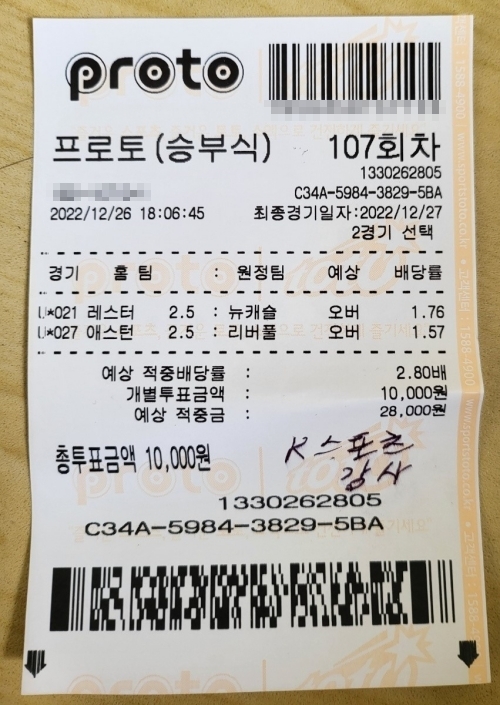 proto
프로토(승부식) 107회차
1330262805
C34A-5984-3829-5BA
2022/12/26 18:06:45 최종경기일자:2022/12/27
2경기 선택
경기 홈팀 : 원정팀 예상 배당률
U*021 레스터 2.5 : 뉴캐슬 오버 1.76
U*027 애스턴 2.5 : 리버풀 오버 1.57
예상 적중배당률 : 2.80배
개별투표금액 : 10,000원
예상 적중금 : 28,000원
총투표금액 10,000원
K스포츠
감사
1330262805
C34A-5984-3829-5BA